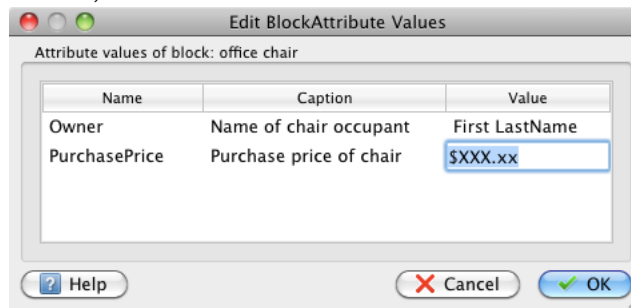 Edit BlockAttribute Values
Attribute values of block: office chair
Name Caption Value
Owner Name of chair occupant First LastName
PurchasePrice Purchase price of chair $XXX.xx
? Help Cancel OK